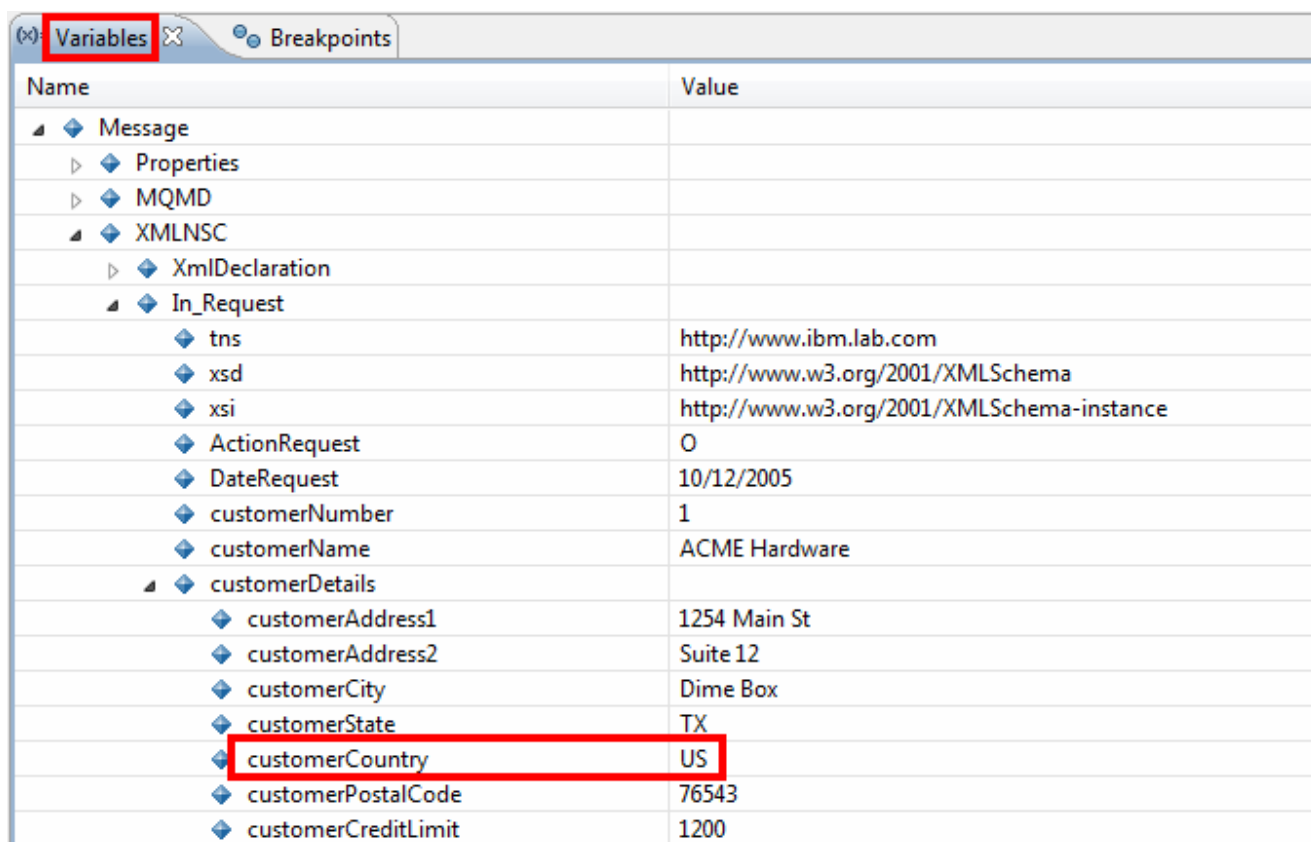 (x)= Variables Breakpoints
Name Value
Message
Properties
MQMD
XMLNSC
XmlDeclaration
In_Request
tns http://www.ibm.lab.com
xsd http://www.w3.org/2001/XMLSchema
xsi http://www.w3.org/2001/XMLSchema-instance
ActionRequest O
DateRequest 10/12/2005
customerNumber 1
customerName ACME Hardware
customerDetails
customerAddress1 1254 Main St
customerAddress2 Suite 12
customerCity Dime Box
customerState TX
customerCountry US
customerPostalCode 76543
customerCreditLimit 1200